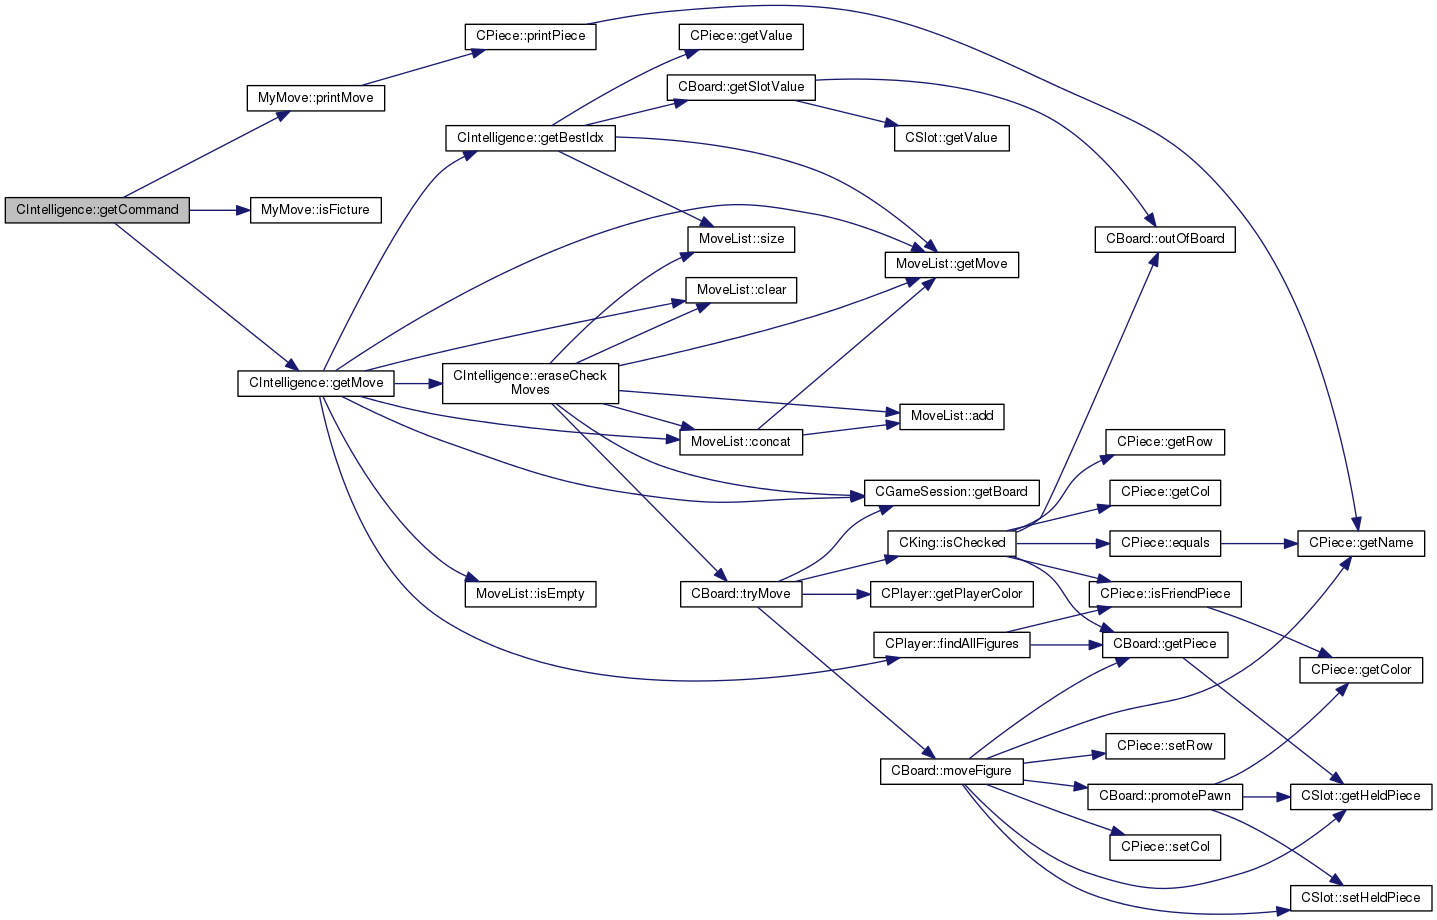 CPiece::printPiece
CPiece::getValue
CBoard::getSlotValue
MyMove::printMove
CIntelligence::getBestIdx
CSlot::getValue
CIntelligence::getCommand
MyMove::isFicture
MoveList::size
CBoard::outOfBoard
MoveList::getMove
MoveList::clear
CIntelligence::getMove
CIntelligence::eraseCheck
Moves
MoveList::add
MoveList::concat
CPiece::getRow
CGameSession::getBoard
CPiece::getCol
CKing::isChecked
CPiece::equals
CPiece::getName
MoveList::isEmpty
CBoard::tryMove
CPlayer::getPlayerColor
CPiece::isFriendPiece
CPlayer::findAllFigures
CBoard::getPiece
CPiece::getColor
CPiece::setRow
CBoard::moveFigure
CBoard::promotePawn
CSlot::getHeldPiece
CPiece::setCol
CSlot::setHeldPiece